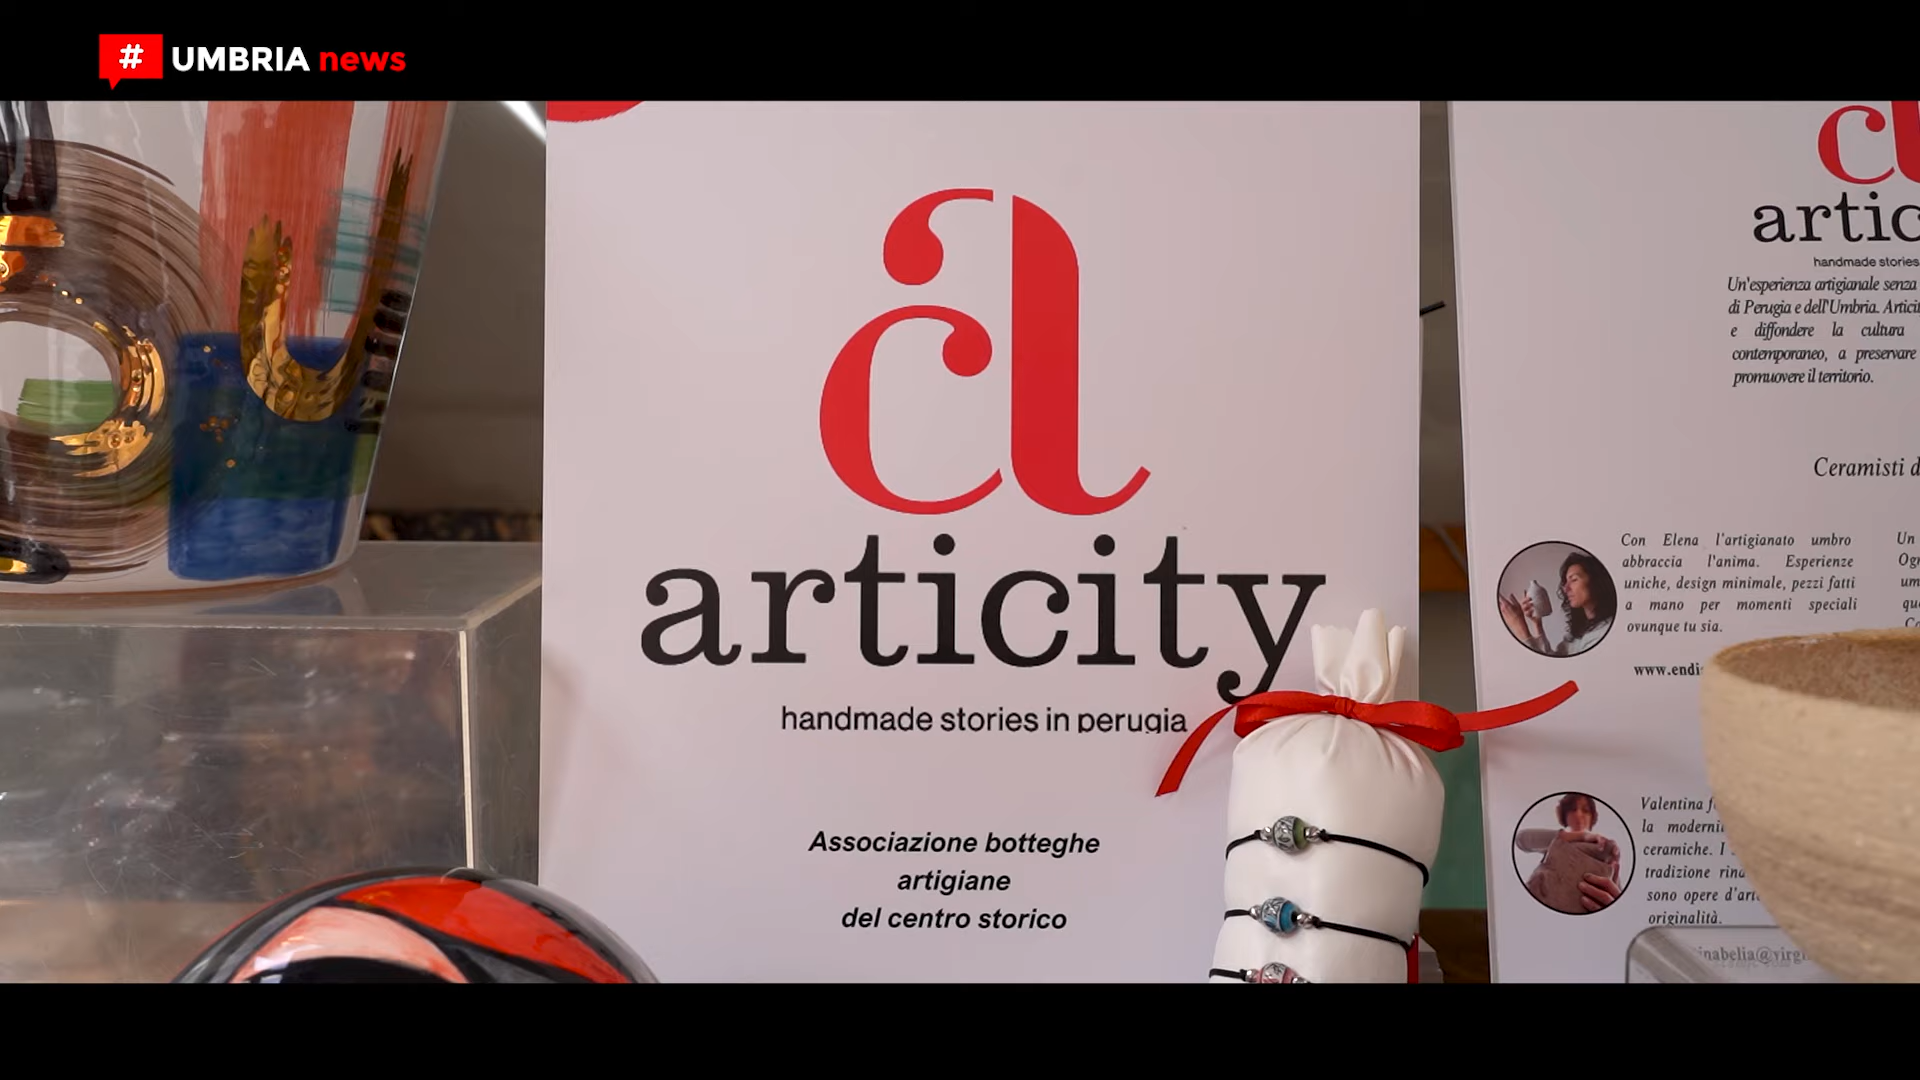 # UMBRIA news
a
articity
handmade stories in perugia
Associazione botteghe
artigiane
del centro storico
artic
handmade stories
Un'esperienza artigianale senza
di Perugia e dell'Umbria.
e diffondere la cultura
contemporaneo, a preservare
promuovere il territorio.
Ceramisti
Con Elena l'artigianato umbro
abbraccia l'anima. Esperienze
uniche, design minimale, pezzi fatti
a mano per momenti speciali
ovunque tu sia.
Un
Valentina
la
ceramiche. I
tradizione
sono opere
originalità.